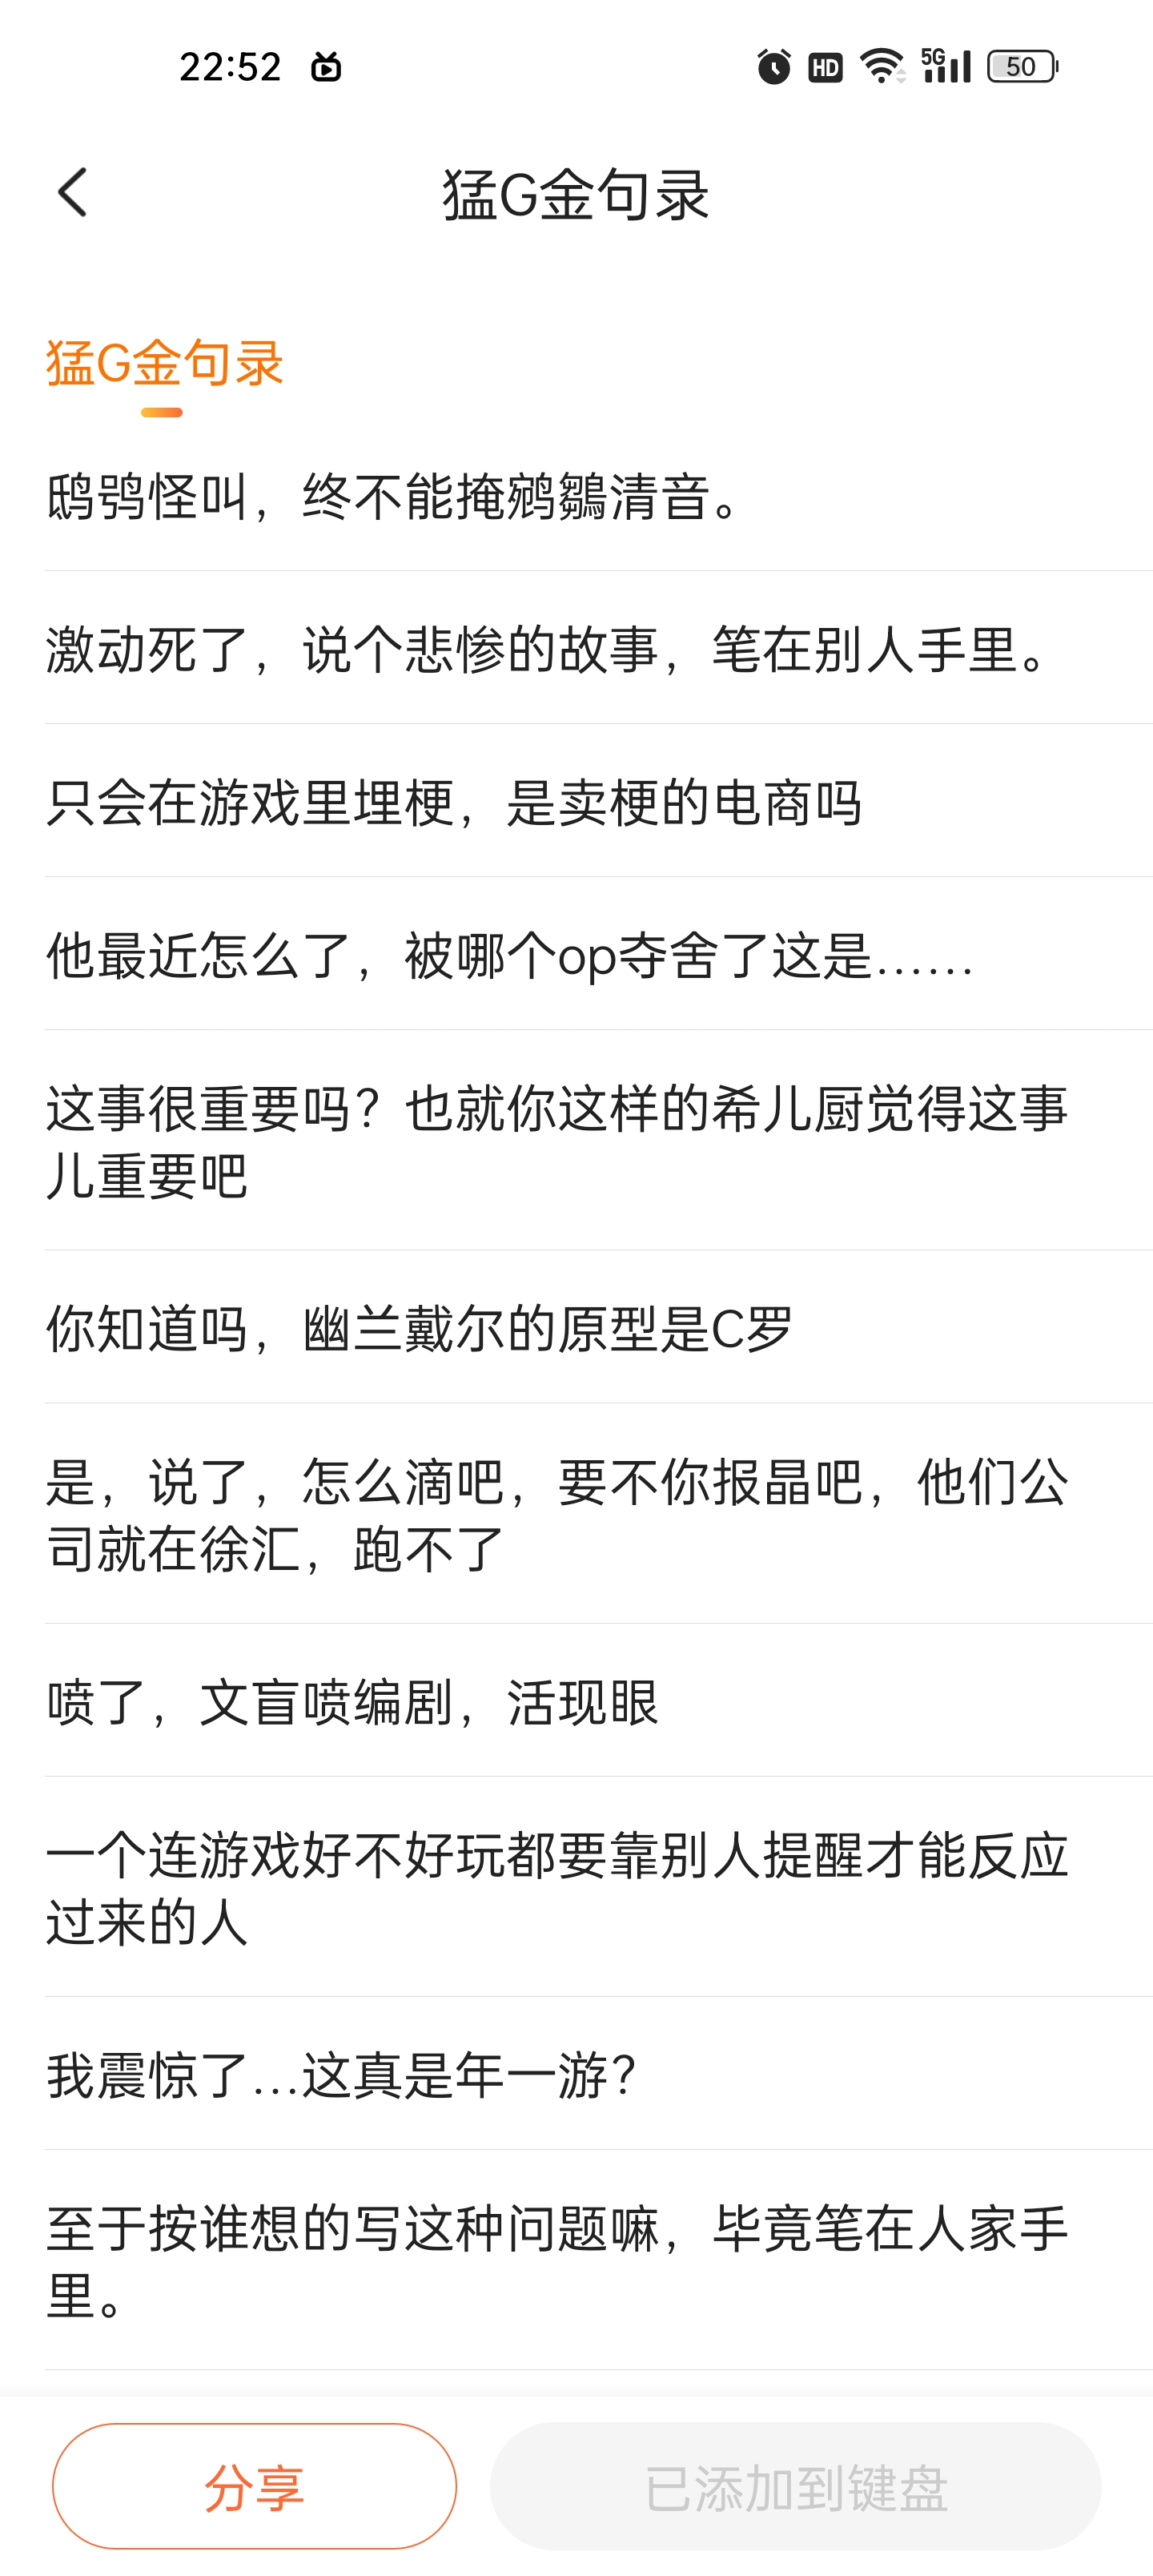 22:52
HD
5G
50
猛G金句录
猛G金句录
鸱鸮怪叫，终不能掩鹓鶵清音。
激动死了，说个悲惨的故事，笔在别人手里。
只会在游戏里埋梗，是卖梗的电商吗
他最近怎么了，被哪个op夺舍了这是……
这事很重要吗？也就你这样的希儿厨觉得这事
儿重要吧
你知道吗，幽兰戴尔的原型是C罗
是，说了，怎么滴吧，要不你报晶吧，他们公
司就在徐汇，跑不了
喷了，文盲喷编剧，活现眼
一个连游戏好不好玩都要靠别人提醒才能反应
过来的人
我震惊了…这真是年一游？
至于按谁想的写这种问题嘛，毕竟笔在人家手
里。
分享
已添加到键盘